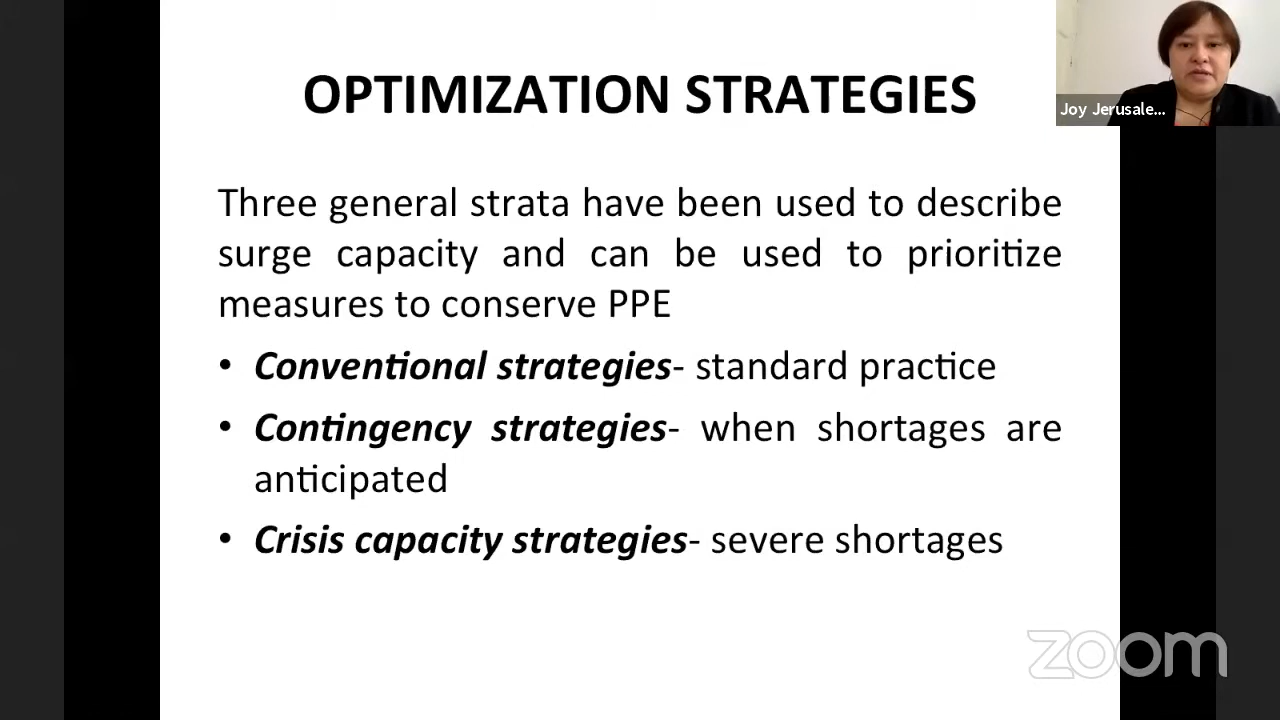 OPTIMIZATION STRATEGIES
Joy Jerusale...
Three general strata have been used to describe
surge capacity and can be used to prioritize
measures to conserve PPE
• Conventional strategies- standard practice
• Contingency strategies- when shortages are
anticipated
• Crisis capacity strategies- severe shortages
zoom